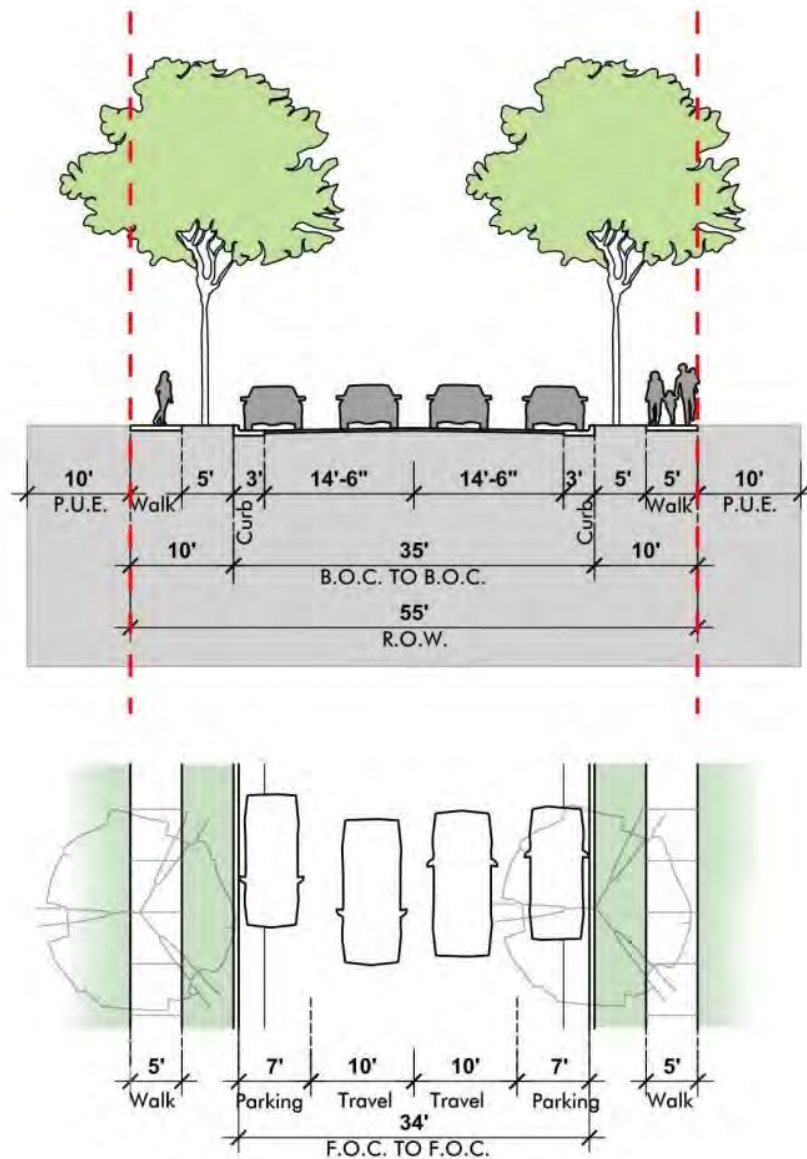 10' 5' 3' 14'-6" 14'-6" 3' 5' 5' 10'
P.U.E. Walk Curb Curb Walk P.U.E.
10' 35' 10'
B.O.C. TO B.O.C.
55'
R.O.W.
5' 7' 10' 10' 7' 5'
Walk Parking Travel Travel Parking Walk
34'
F.O.C. TO F.O.C.